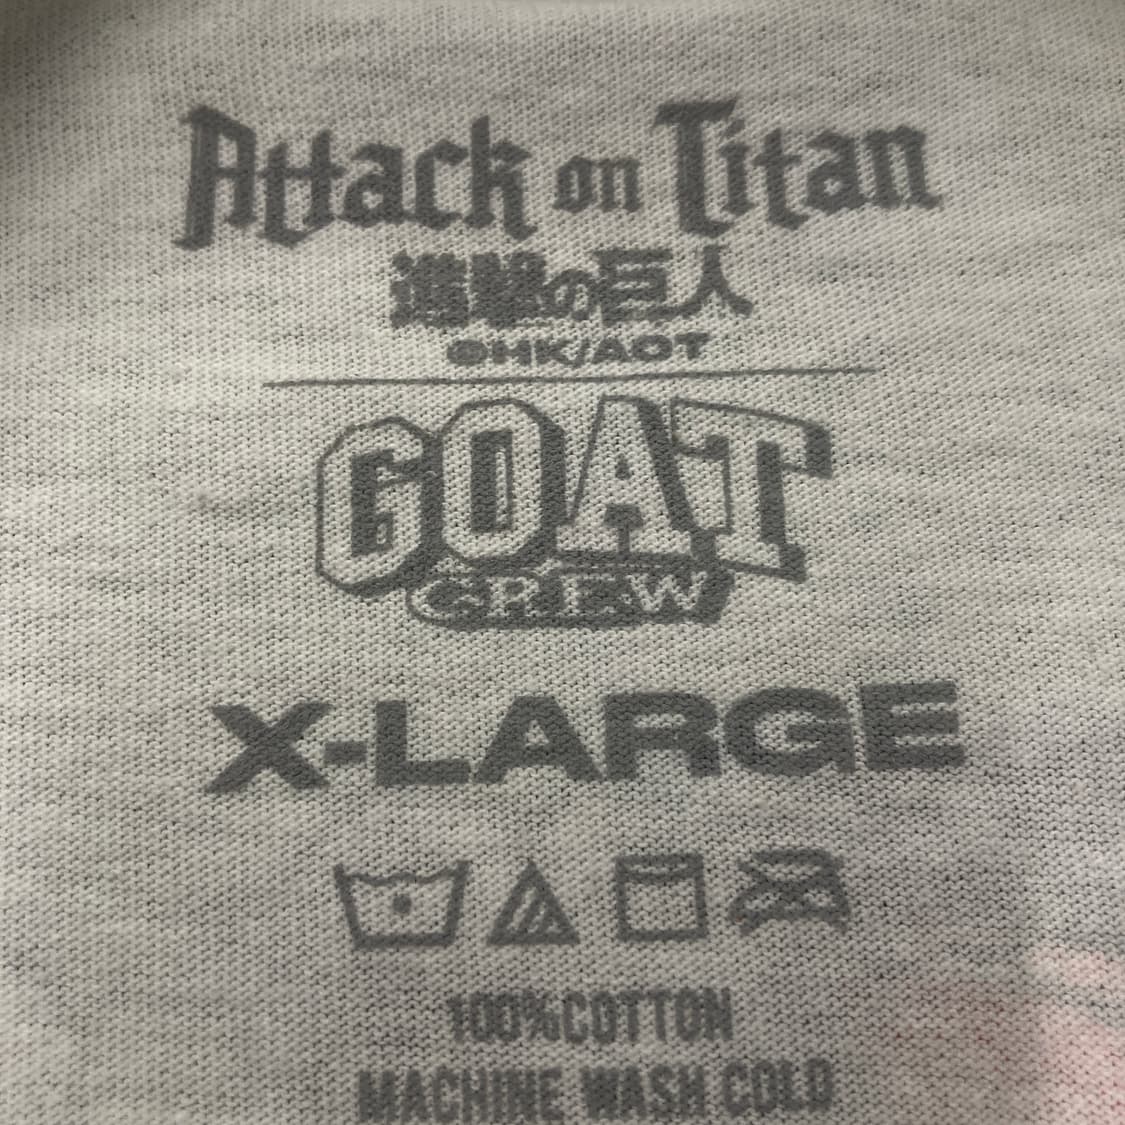 Attack on Titan
進撃の巨人
©HK/AOT
GOAT
CREW
X-LARGE
100%COTTON
MACHINE WASH COLD